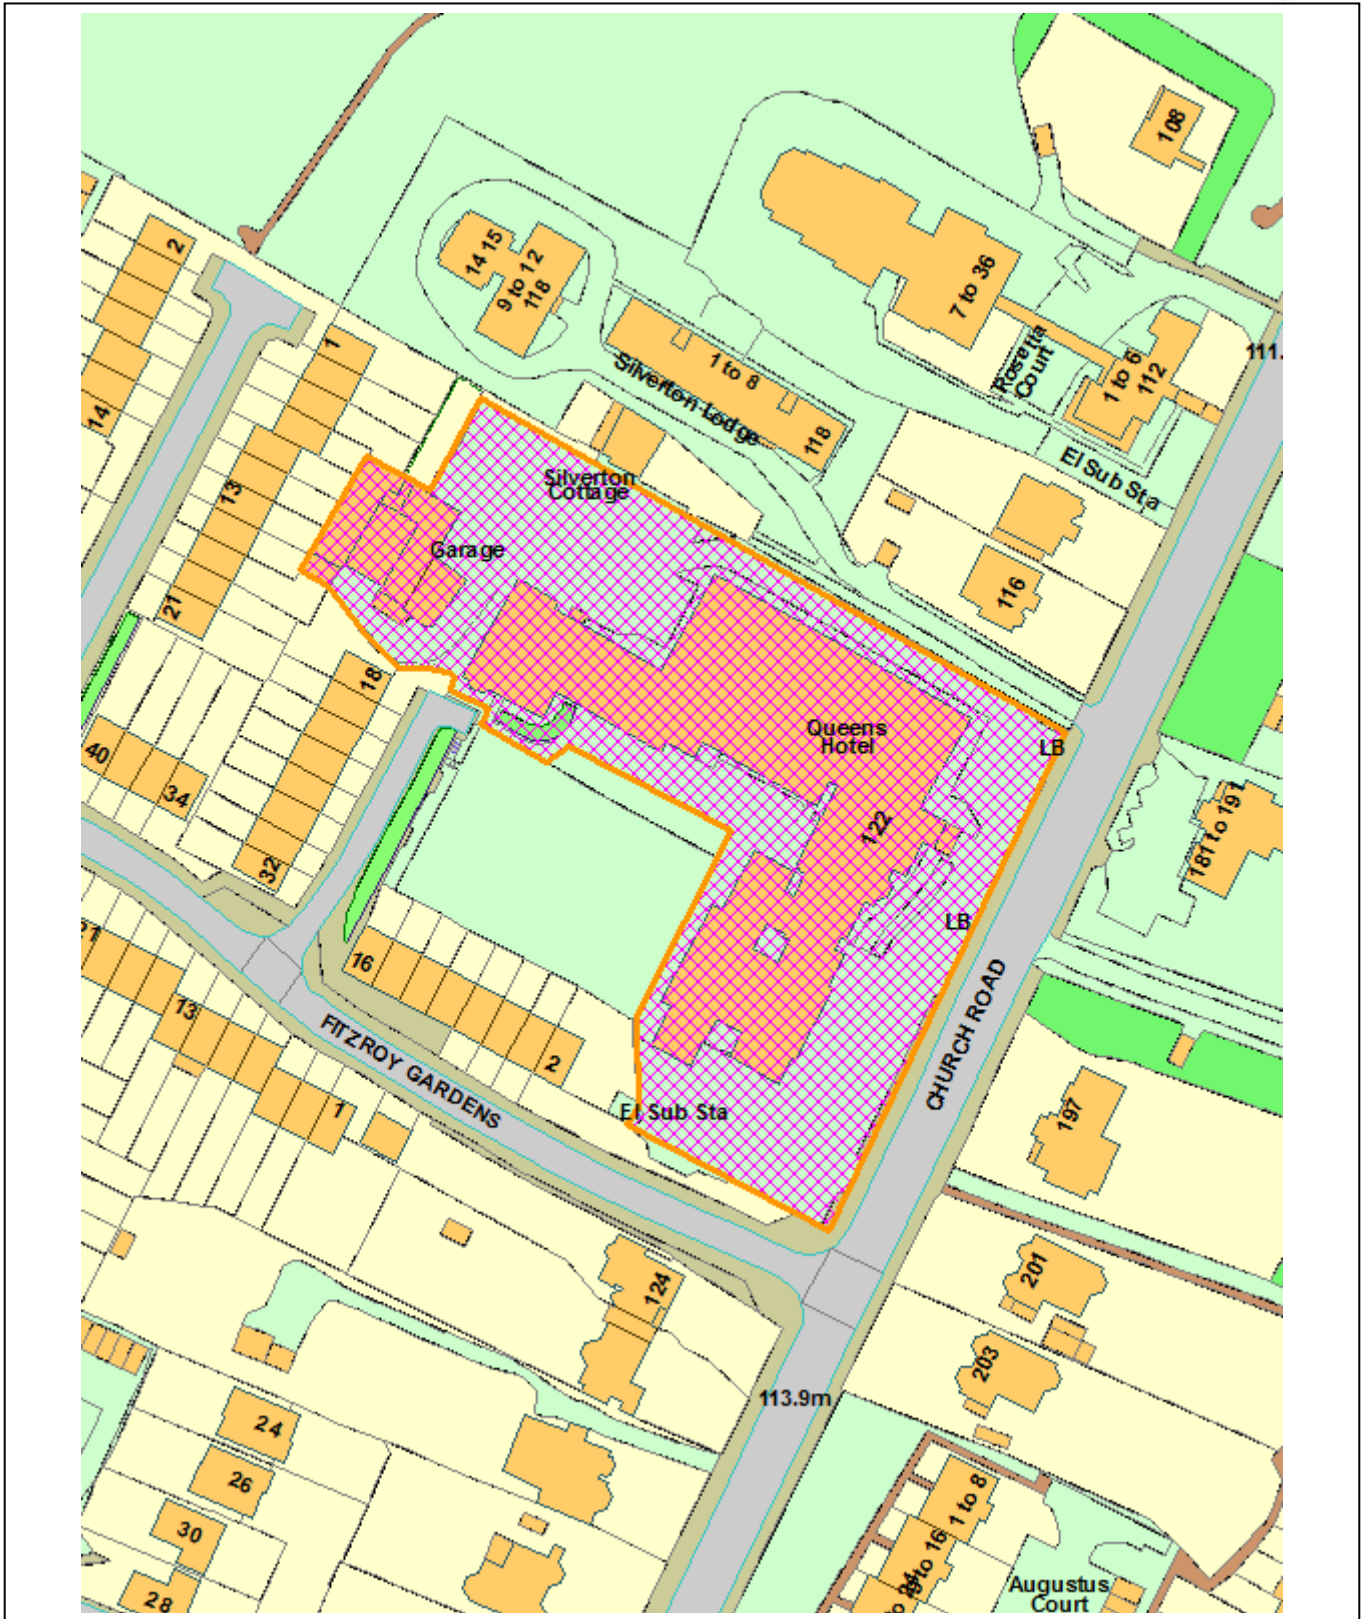 108
2
14 15
9 to 12
118
7 to 36
Rosetta
Court
1 to 6
112
111.
1
1 to 8
Silverton Lodge
118
14
El Sub Sta
Silverton
Cottage
13
Garage
116
21
18
Queens
Hotel
LB
122
181 to 191
40
34
32
LB
16
13
FITZROY GARDENS
2
CHURCH ROAD
1
El Sub Sta
197
201
124
203
113.9m
24
26
30
28
1 to 8
9 to 16
Augustus
Court